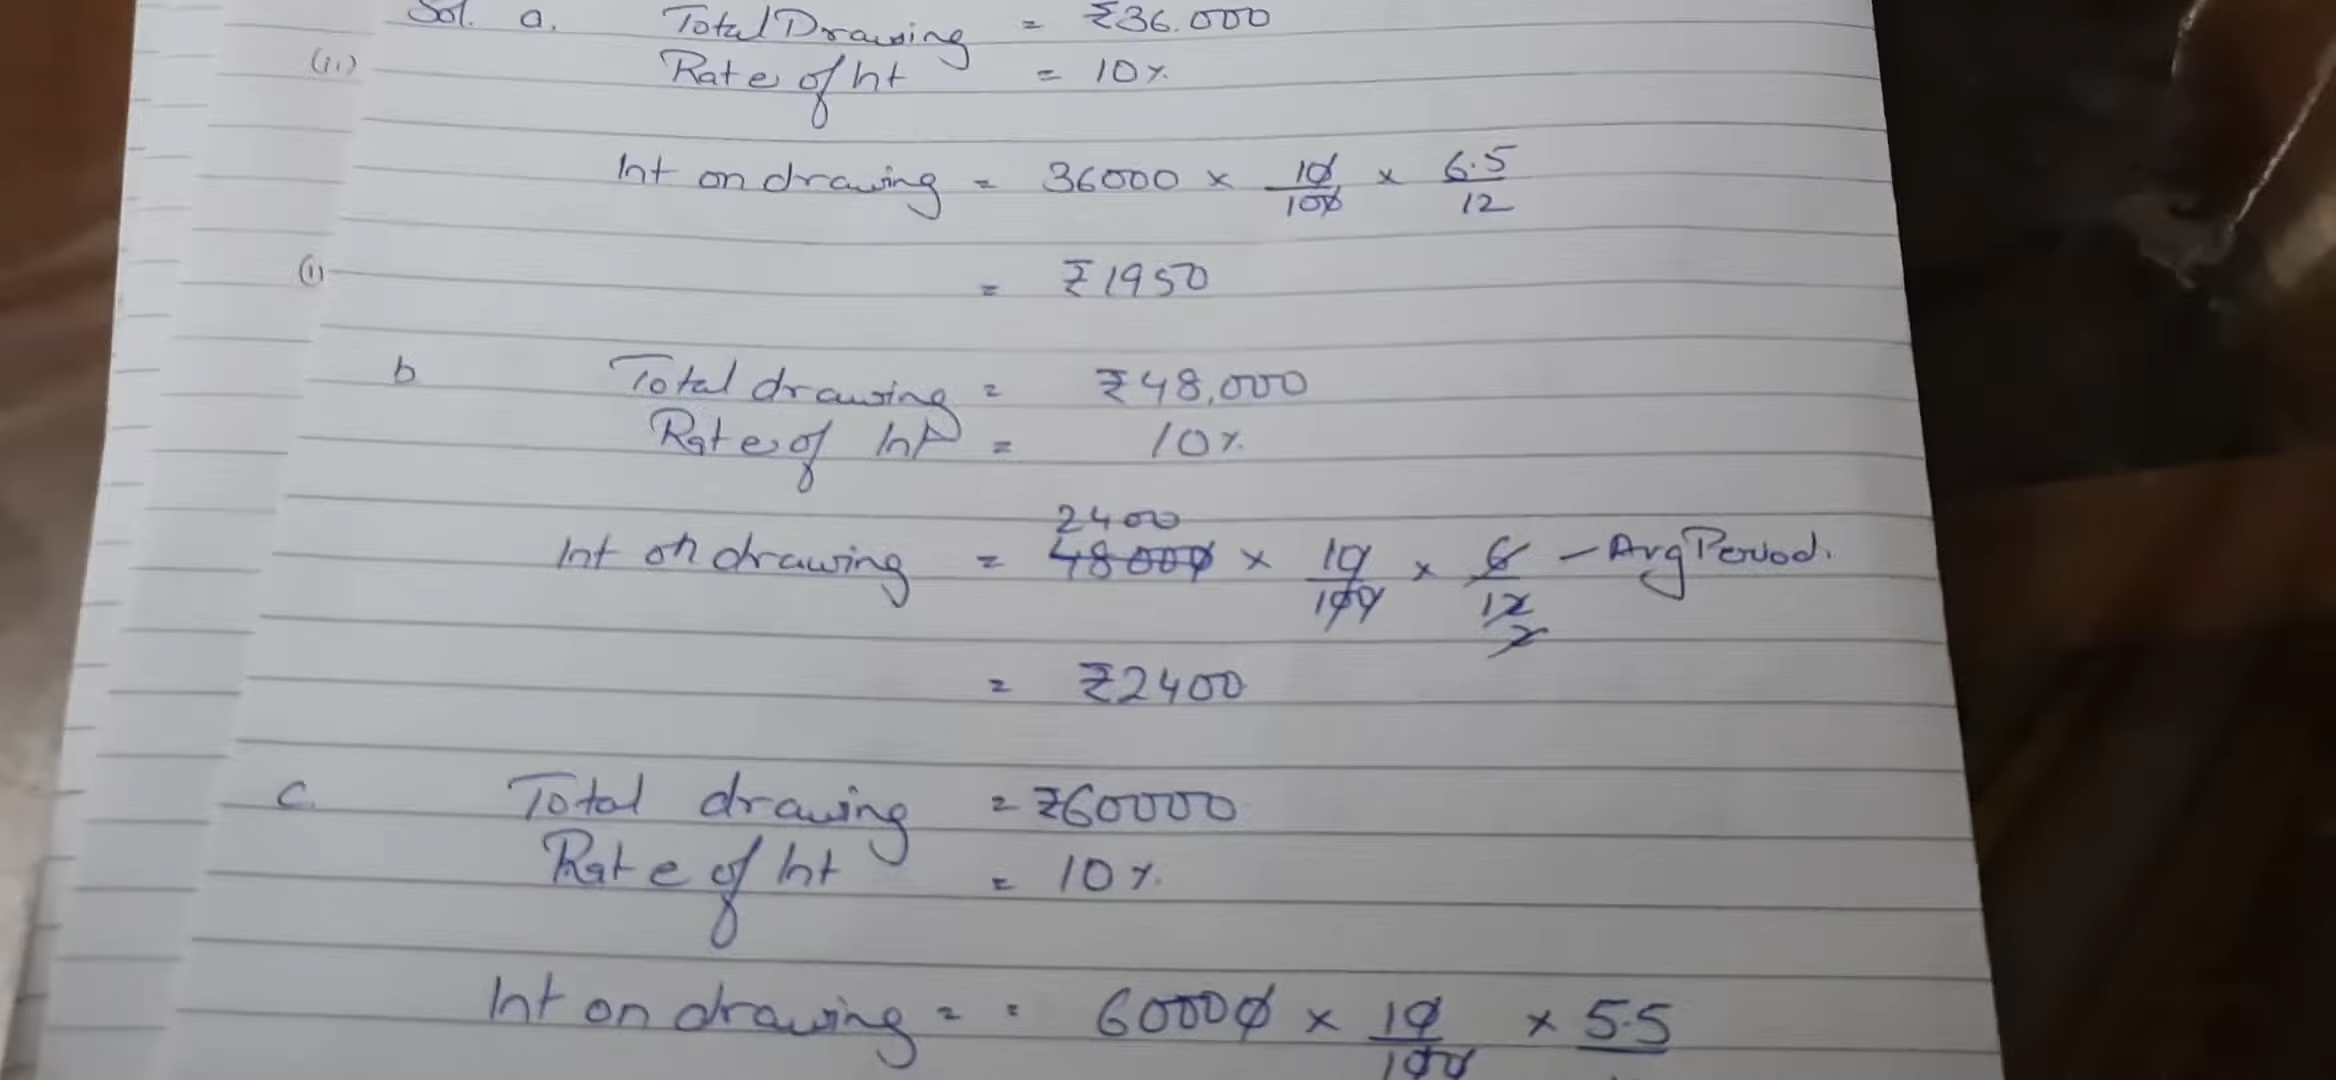 Sol. a. Total Drawing = ₹36.000
(ii) Rate of Int = 10%
Int on drawing = 36000 × 10/100 × 6.5/12
(i) = ₹1950
b Total drawing = ₹48,000
Rate of Int = 10%
2400
Int on drawing = 48000 × 10/100 × 6/12 – Avg Period.
2
= ₹2400
c. Total drawing = ₹60000
Rate of Int = 10%
Int on drawing = = 60000 × 10/100 × 5.5